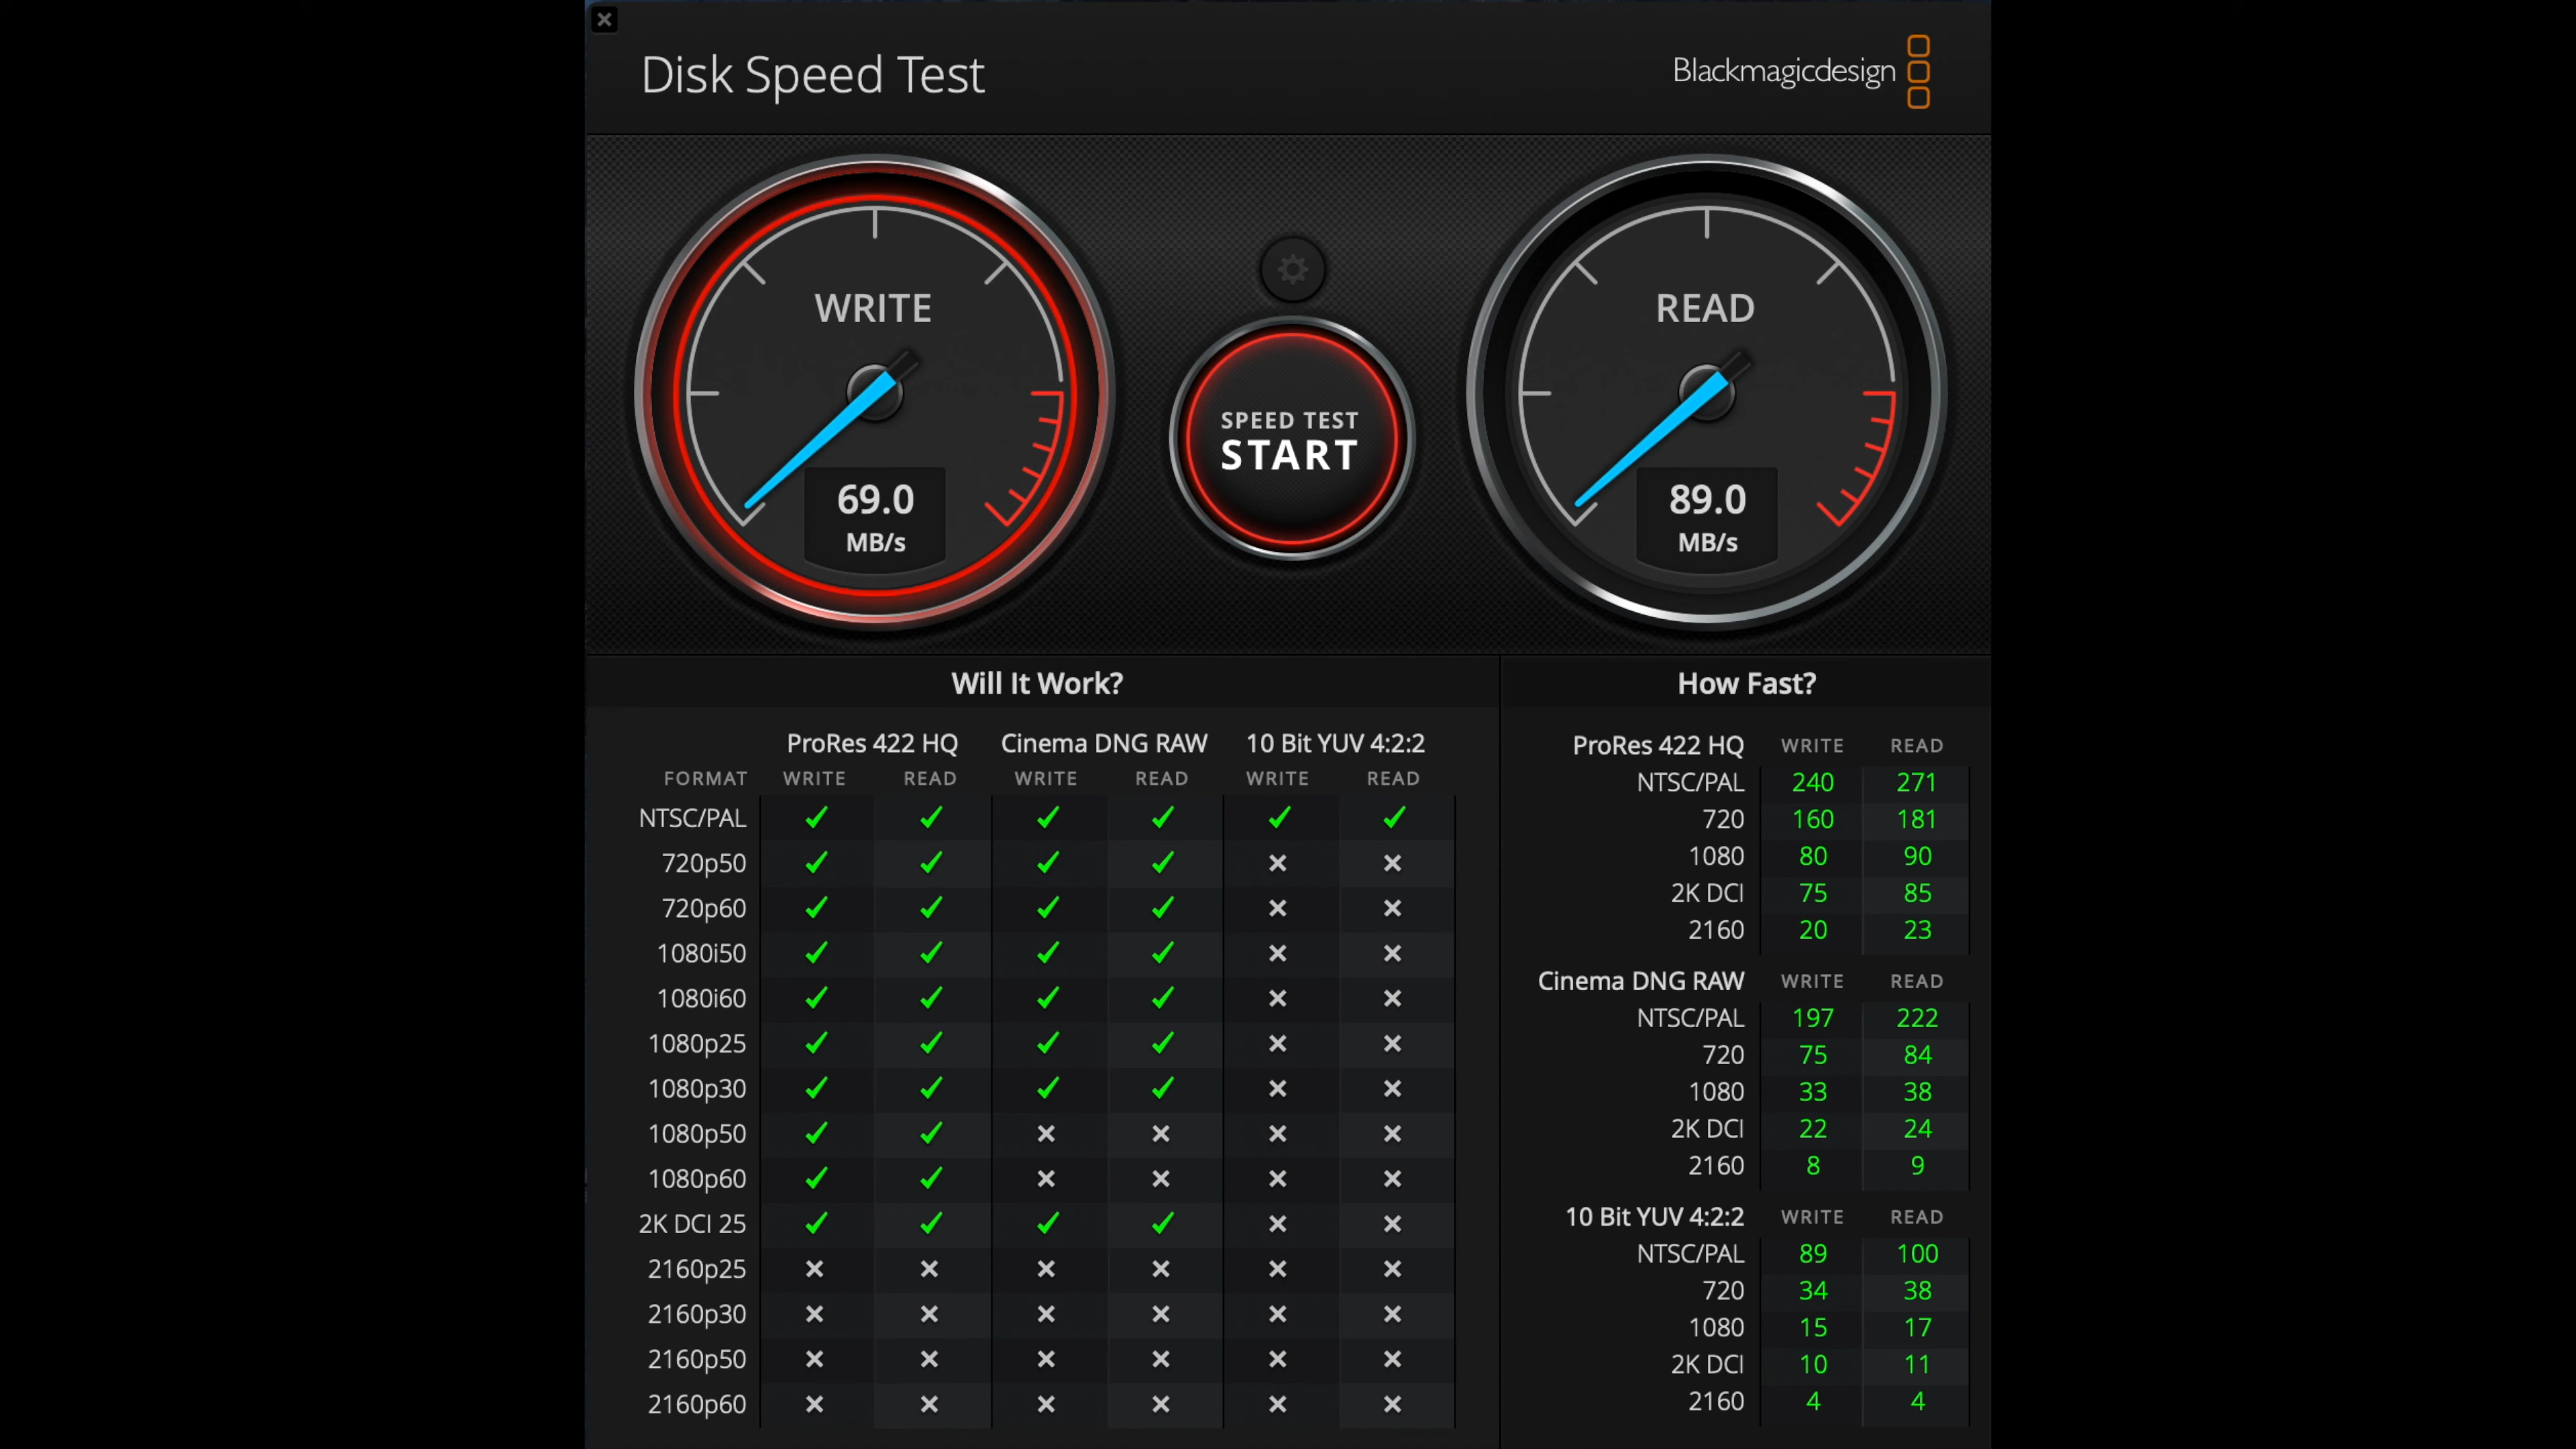 Disk Speed Test
Blackmagicdesign
WRITE
69.0
MB/s
SPEED TEST
START
READ
89.0
MB/s
Will It Work?
ProRes 422 HQ Cinema DNG RAW 10 Bit YUV 4:2:2
FORMAT WRITE READ WRITE READ WRITE READ
NTSC/PAL
720p50
720p60
1080i50
1080i60
1080p25
1080p30
1080p50
1080p60
2K DCI 25
2160p25
2160p30
2160p50
2160p60
How Fast?
ProRes 422 HQ WRITE READ
NTSC/PAL 240 271
720 160 181
1080 80 90
2K DCI 75 85
2160 20 23
Cinema DNG RAW WRITE READ
NTSC/PAL 197 222
720 75 84
1080 33 38
2K DCI 22 24
2160 8 9
10 Bit YUV 4:2:2 WRITE READ
NTSC/PAL 89 100
720 34 38
1080 15 17
2K DCI 10 11
2160 4 4